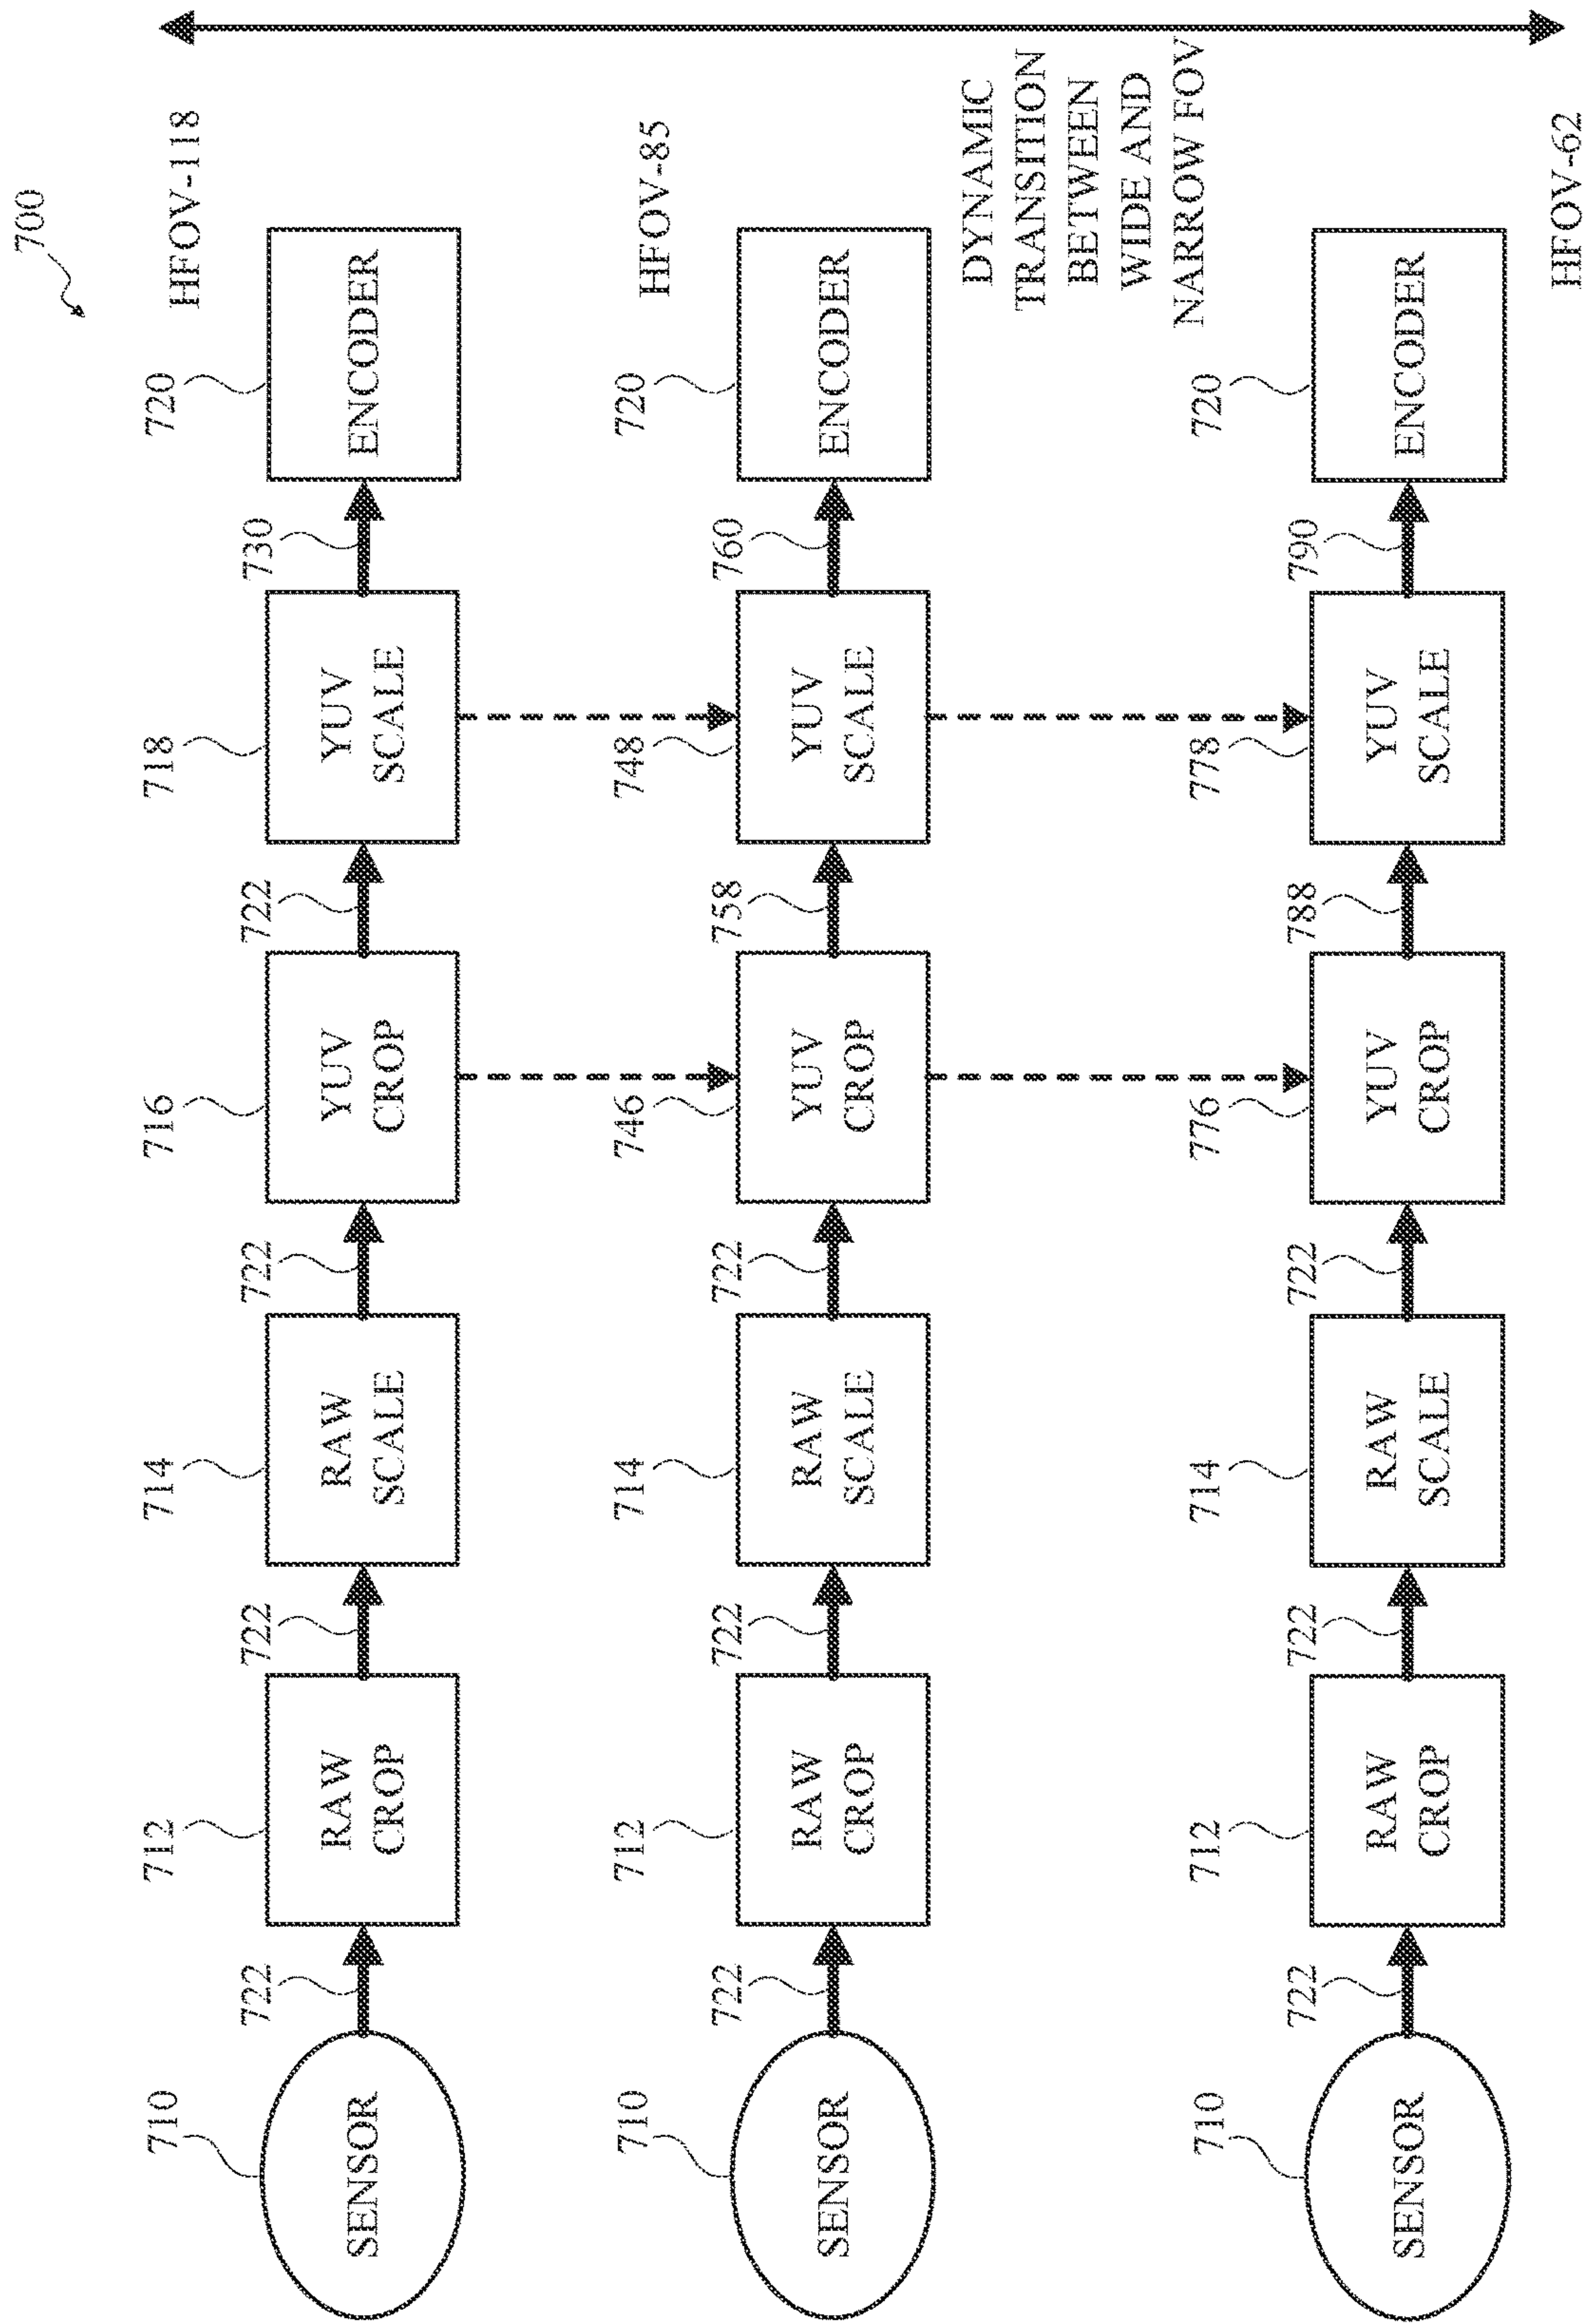 700
710
712
714
716
718
720
HFOV-118
722
722
722
722
730
SENSOR
RAW
CROP
RAW
SCALE
YUV
CROP
YUV
SCALE
ENCODER
710
712
714
746
748
720
HFOV-85
722
722
722
758
760
SENSOR
RAW
CROP
RAW
SCALE
YUV
CROP
YUV
SCALE
ENCODER
DYNAMIC
TRANSITION
BETWEEN
WIDE AND
NARROW FOV
710
712
714
776
778
720
722
722
722
788
790
SENSOR
RAW
CROP
RAW
SCALE
YUV
CROP
YUV
SCALE
ENCODER
HFOV-62